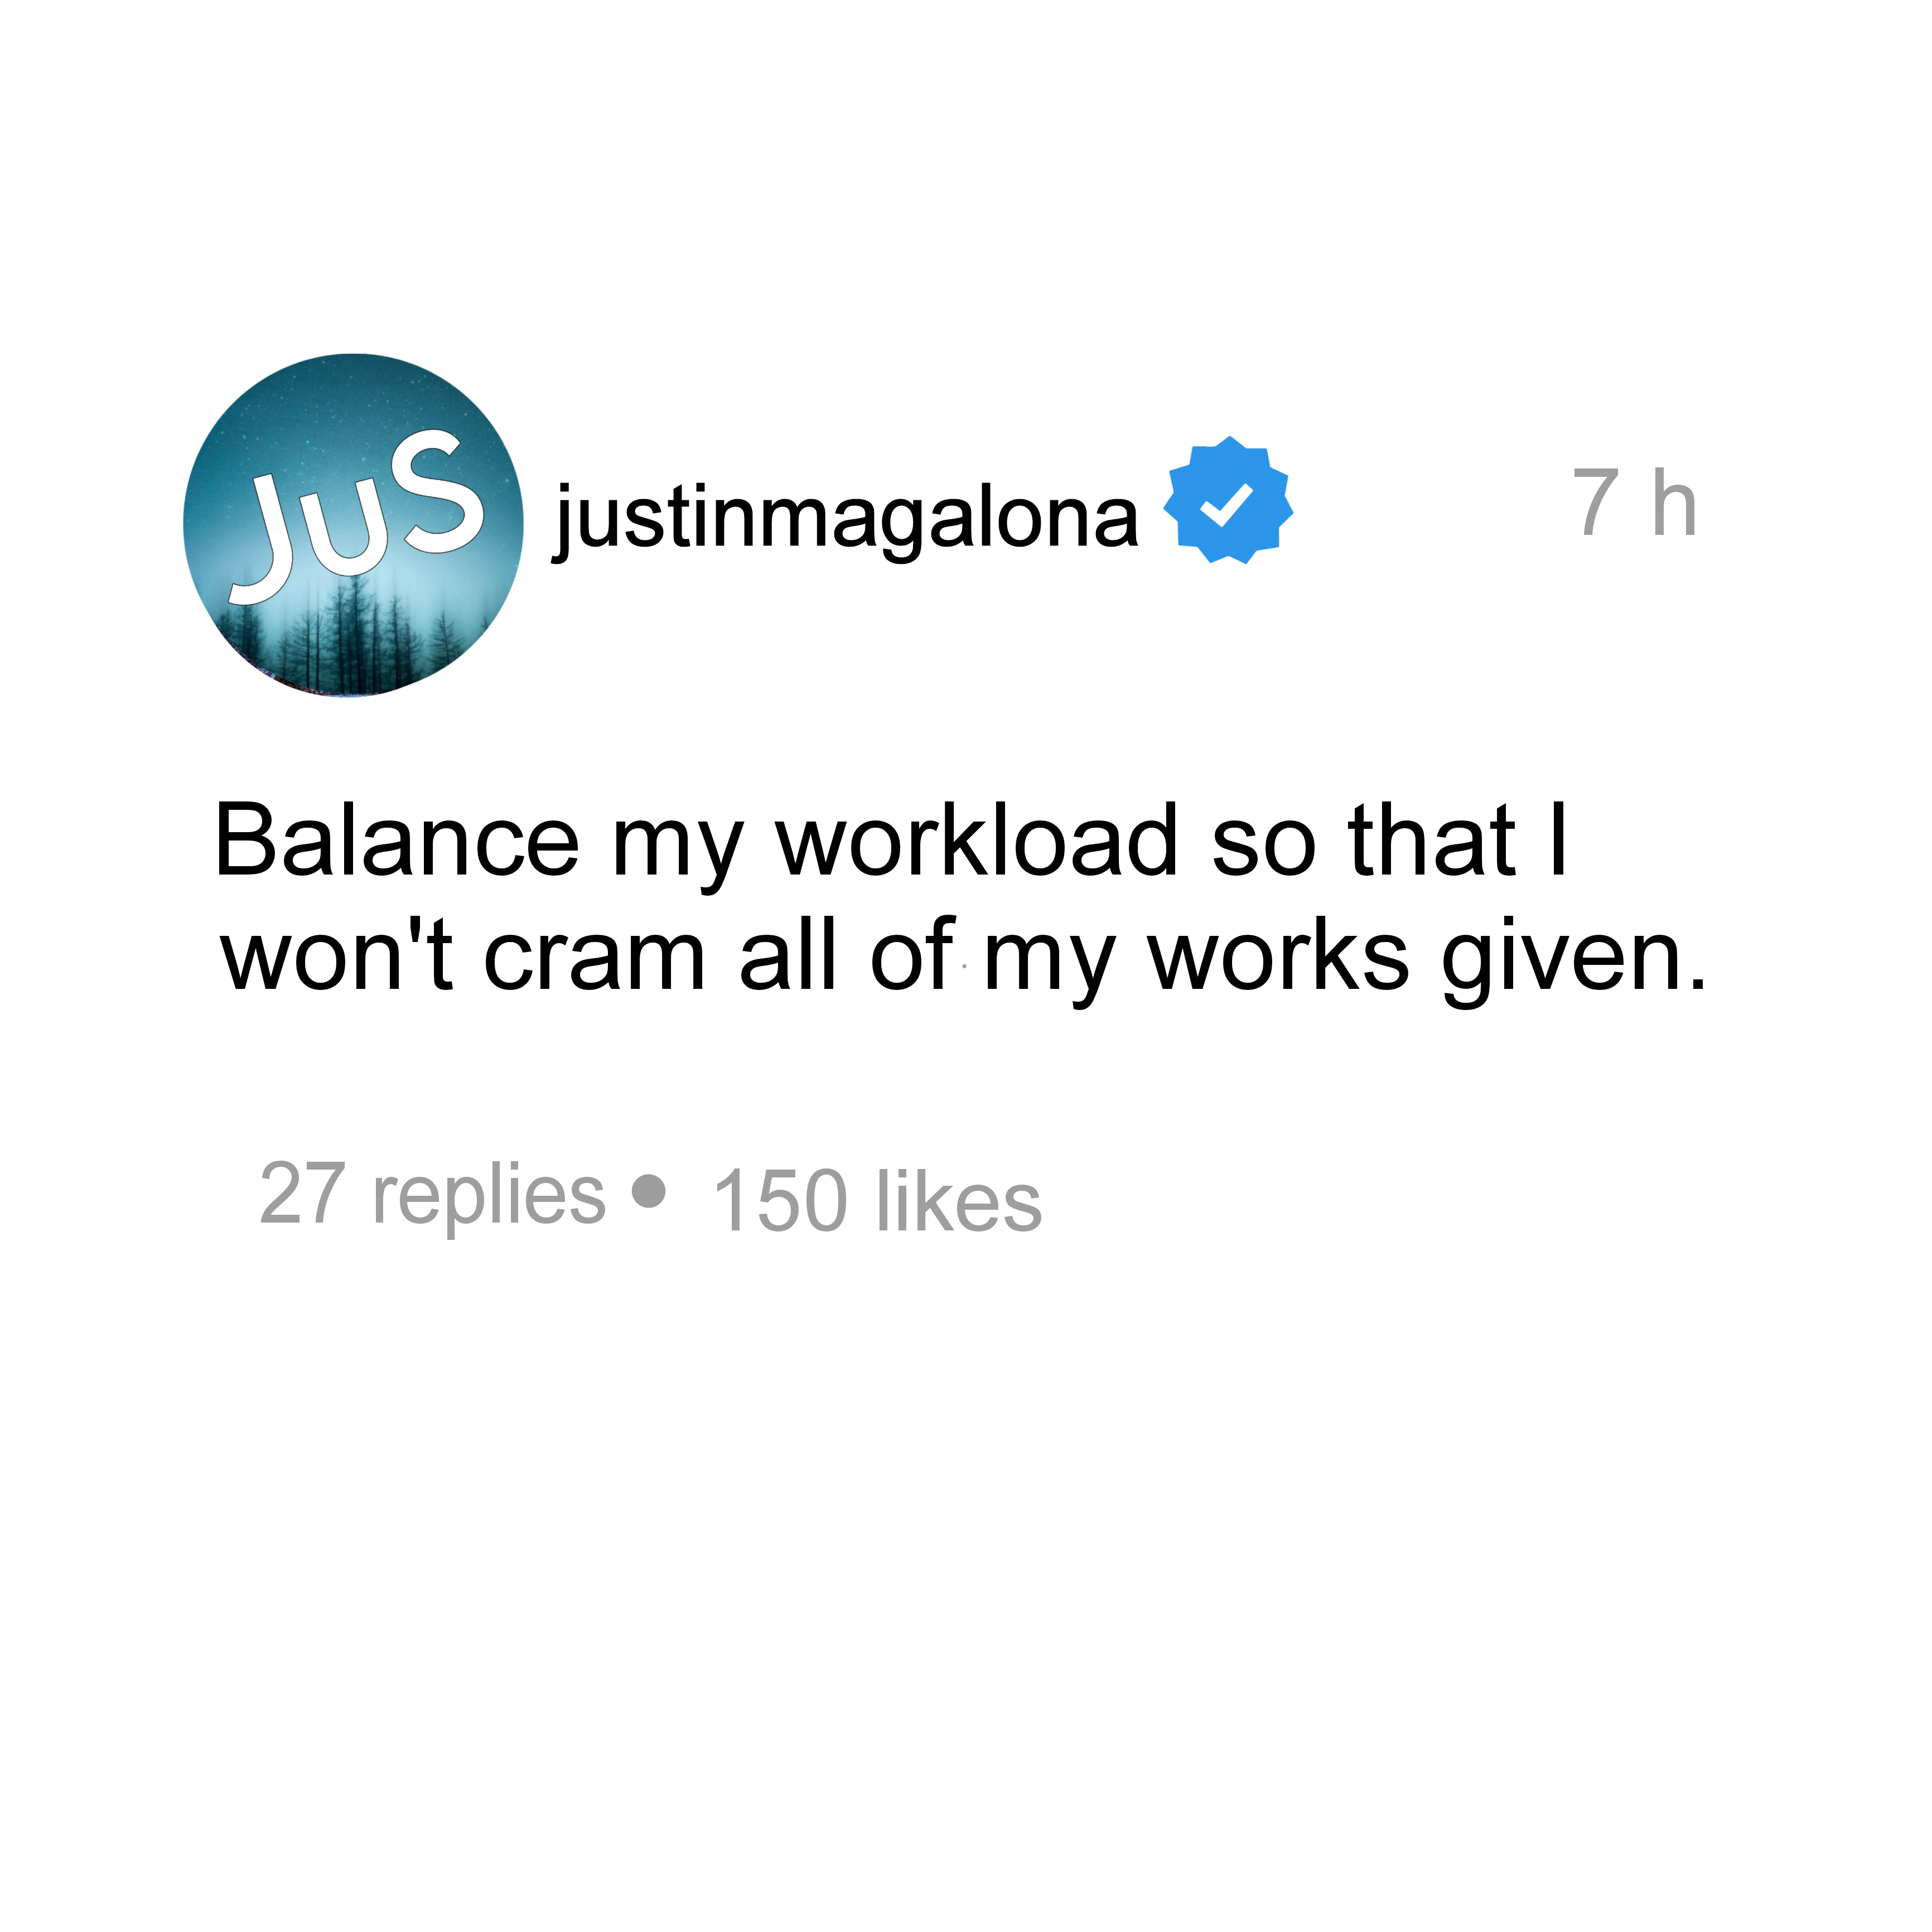 JuS
justinmagalona
7 h
Balance my workload so that I
won't cram all of my works given.
27 replies • 150 likes